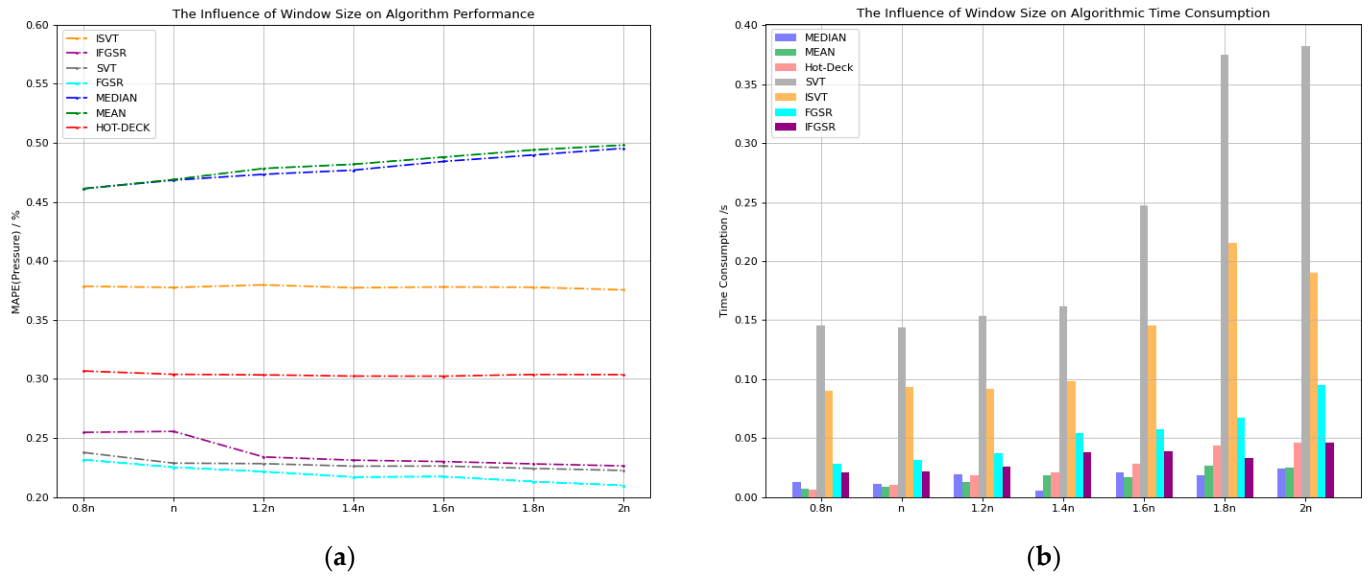 The Influence of Window Size on Algorithm Performance
0.60
0.55
0.50
0.45
0.40
0.35
0.30
0.25
0.20
MAPE(Pressure) / %
ISVT
IFGSR
SVT
FGSR
MEDIAN
MEAN
HOT-DECK
0.8n n 1.2n 1.4n 1.6n 1.8n 2n
(a)
The Influence of Window Size on Algorithmic Time Consumption
0.40
0.35
0.30
0.25
0.20
0.15
0.10
0.05
0.00
Time Consumption /s
MEDIAN
MEAN
Hot-Deck
SVT
ISVT
FGSR
IFGSR
0.8n n 1.2n 1.4n 1.6n 1.8n 2n
(b)